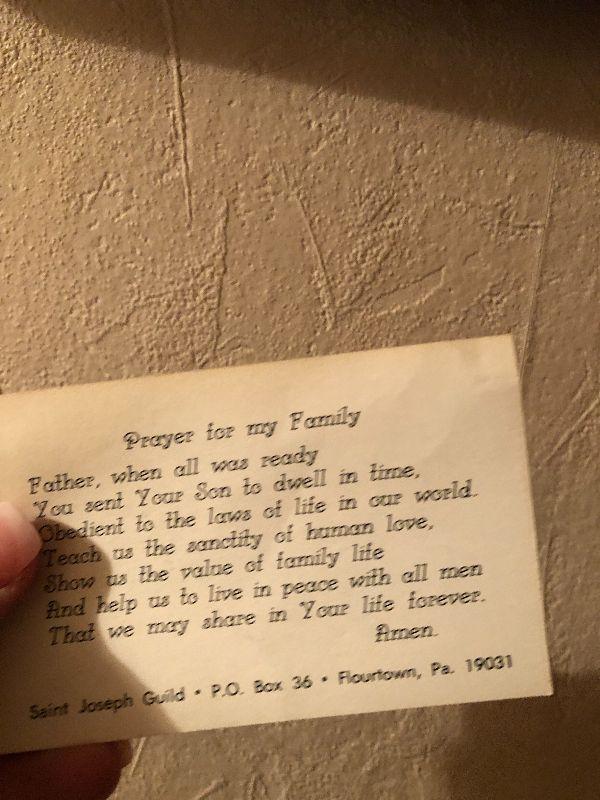 Prayer for my Family
Father, when all was ready
You sent Your Son to dwell in time,
Obedient to the laws of life in our world.
Teach us the sanctity of human love,
Show us the value of family life
And help us to live in peace with all men
That we may share in Your life forever.
Amen.
Saint Joseph Guild • P.O. Box 36 • Flourtown, Pa. 19031